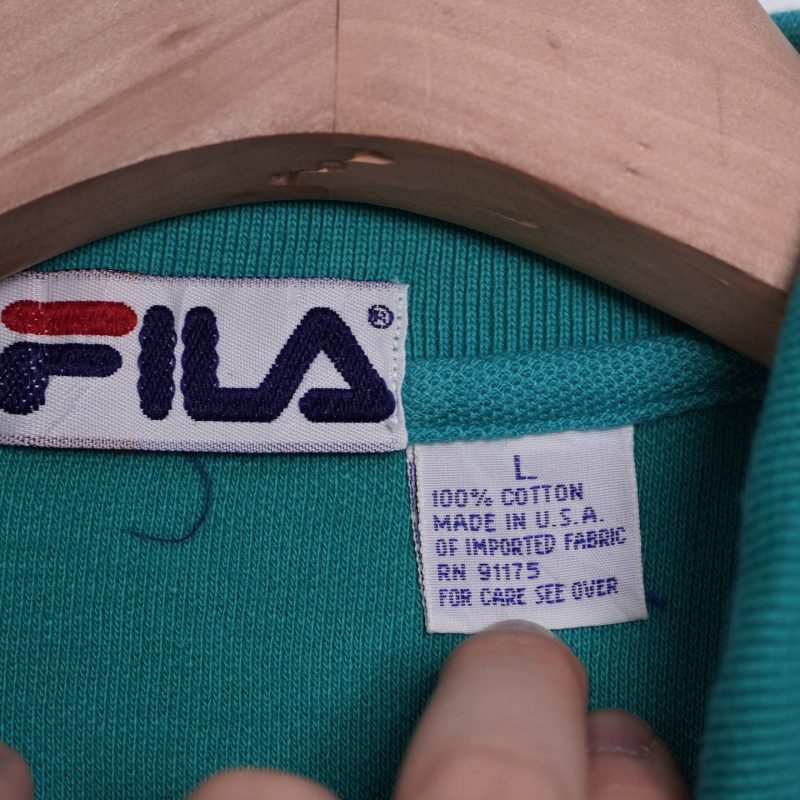 FILA®
L
100% COTTON
MADE IN U.S.A.
OF IMPORTED FABRIC
RN 91175
FOR CARE SEE OVER